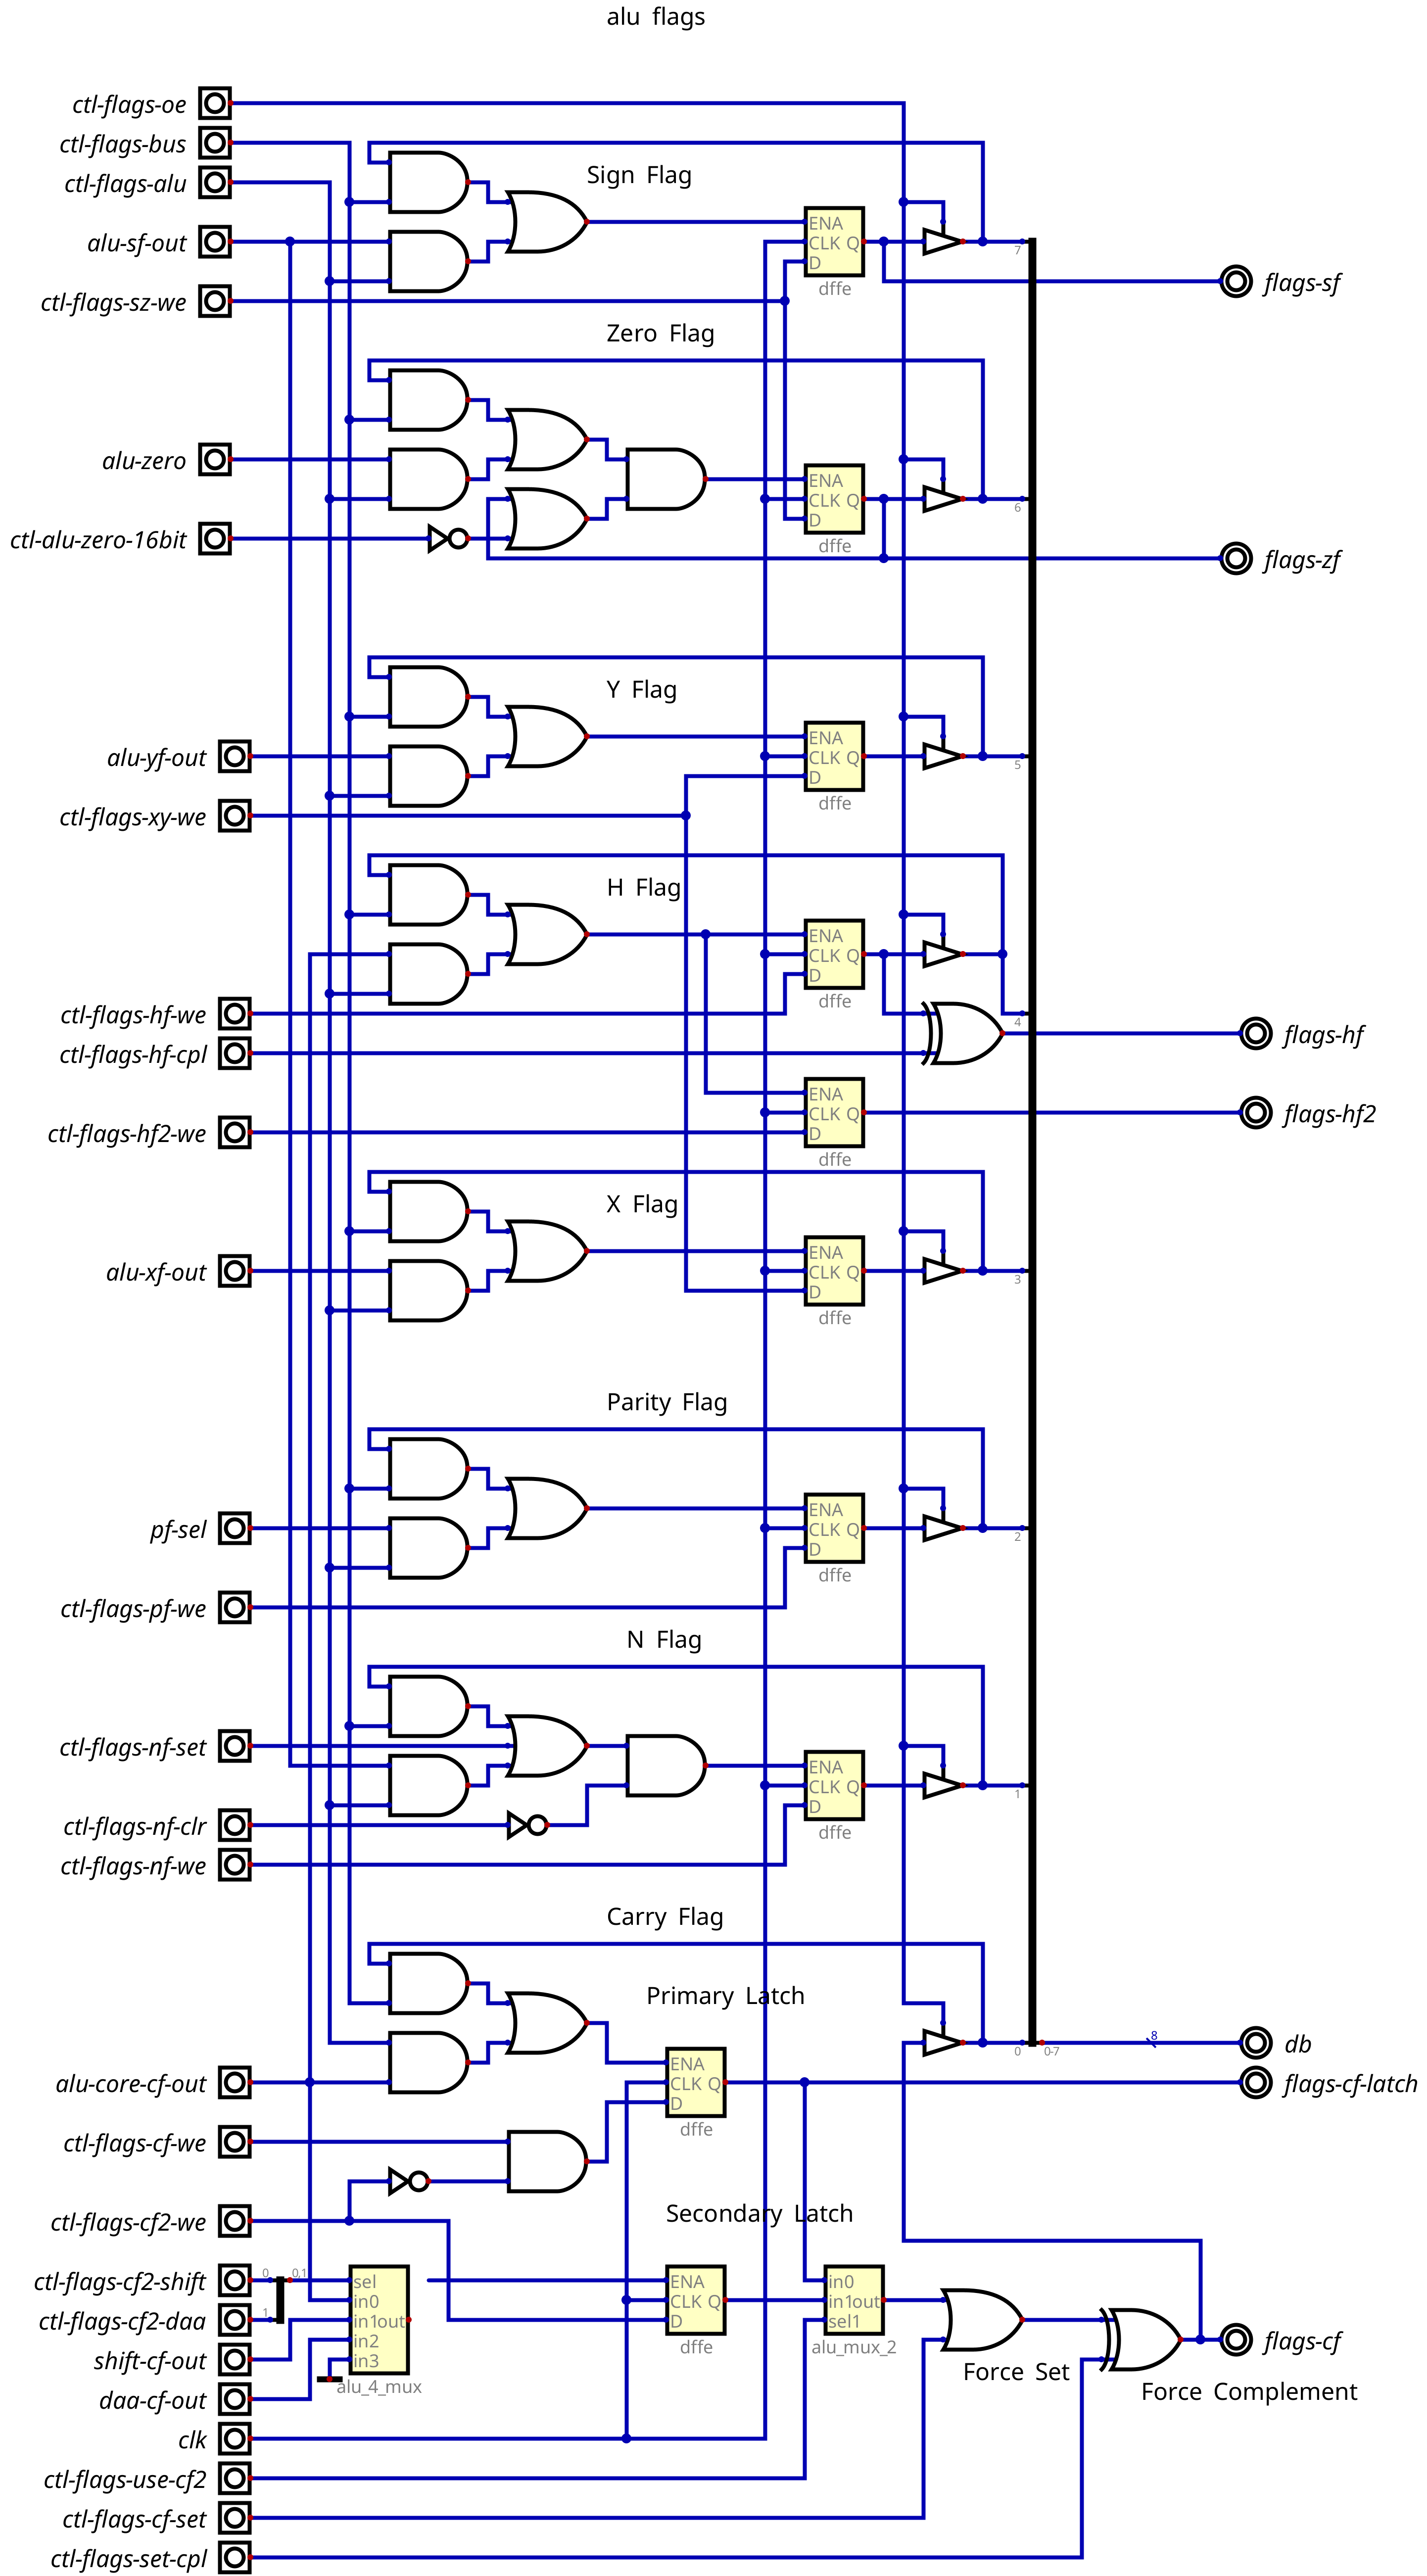 alu flags
ctl-flags-oe
ctl-flags-bus
ctl-flags-alu
Sign Flag
alu-sf-out
ENA
CLK Q
D
dffe
7
flags-sf
ctl-flags-sz-we
Zero Flag
alu-zero
ENA
CLK Q
D
dffe
6
ctl-alu-zero-16bit
flags-zf
Y Flag
alu-yf-out
ENA
CLK Q
D
dffe
5
ctl-flags-xy-we
H Flag
ENA
CLK Q
D
dffe
ctl-flags-hf-we
4
flags-hf
ctl-flags-hf-cpl
ENA
CLK Q
D
dffe
flags-hf2
ctl-flags-hf2-we
X Flag
alu-xf-out
ENA
CLK Q
D
dffe
3
Parity Flag
pf-sel
ENA
CLK Q
D
dffe
2
ctl-flags-pf-we
N Flag
ctl-flags-nf-set
ENA
CLK Q
D
dffe
1
ctl-flags-nf-clr
ctl-flags-nf-we
Carry Flag
Primary Latch
0
0-7
8
db
alu-core-cf-out
ENA
CLK Q
D
dffe
flags-cf-latch
ctl-flags-cf-we
ctl-flags-cf2-we
Secondary Latch
ctl-flags-cf2-shift
0
0,1
ctl-flags-cf2-daa
1
sel
in0
in1out
in2
in3
alu_4_mux
ENA
CLK Q
D
dffe
in0
in1out
sel1
alu_mux_2
flags-cf
shift-cf-out
Force Set
Force Complement
daa-cf-out
clk
ctl-flags-use-cf2
ctl-flags-cf-set
ctl-flags-set-cpl